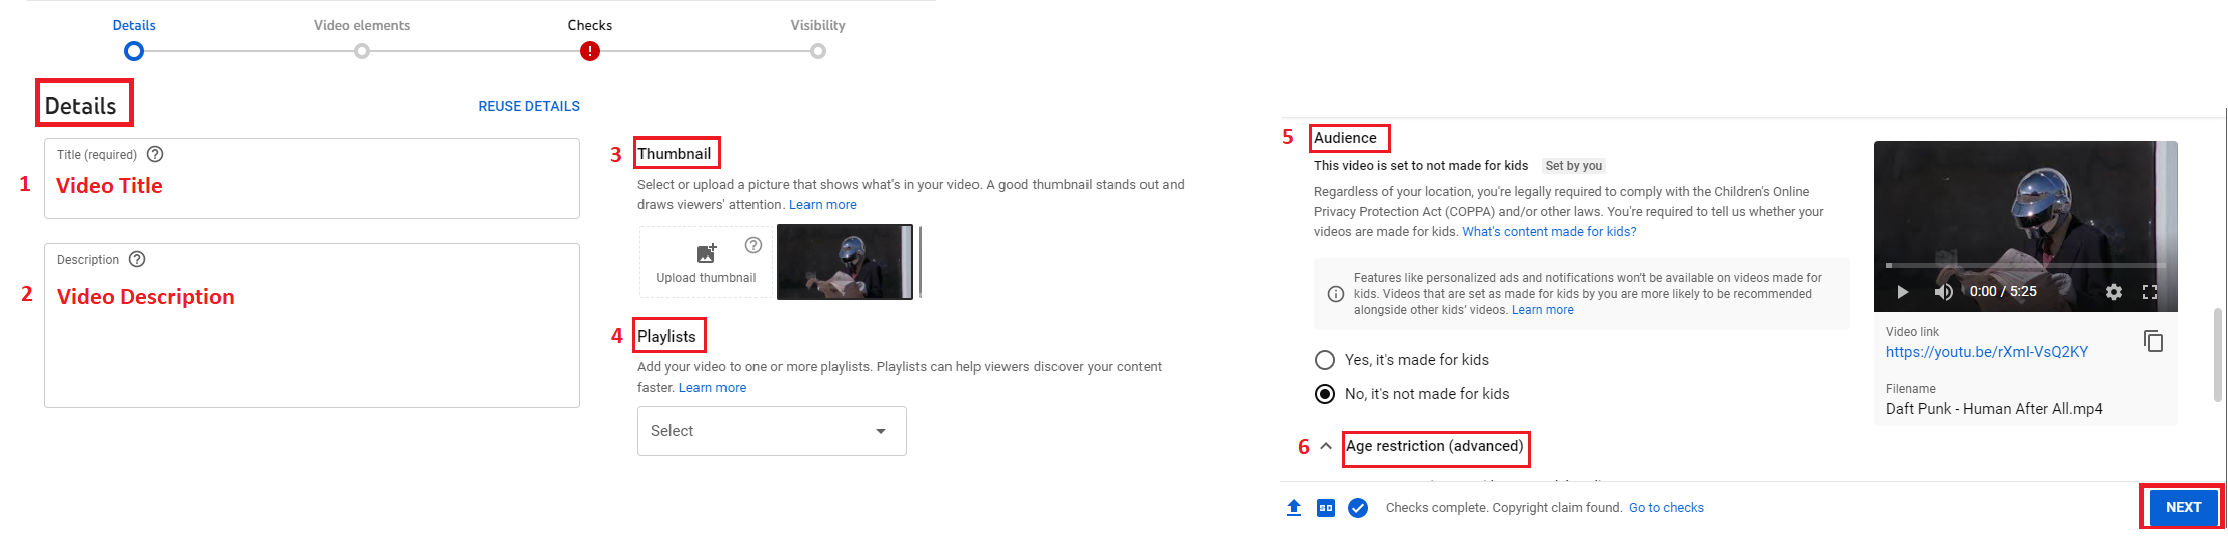 Details
Video elements
Checks
Visibility
Details
REUSE DETAILS
Title (required)
1
Video Title
Description
2
Video Description
3
Thumbnail
Select or upload a picture that shows what's in your video. A good thumbnail stands out and
draws viewers' attention. Learn more
Upload thumbnail
4
Playlists
Add your video to one or more playlists. Playlists can help viewers discover your content
faster. Learn more
Select
5
Audience
This video is set to not made for kids Set by you
Regardless of your location, you're legally required to comply with the Children's Online
Privacy Protection Act (COPPA) and/or other laws. You're required to tell us whether your
videos are made for kids. What's content made for kids?
Features like personalized ads and notifications won't be available on videos made for
kids. Videos that are set as made for kids by you are more likely to be recommended
alongside other kids' videos. Learn more
Yes, it's made for kids
No, it's not made for kids
6
Age restriction (advanced)
0:00 / 5:25
Video link
https://youtu.be/rXmI-VsQ2KY
Filename
Daft Punk - Human After All.mp4
SD
Checks complete. Copyright claim found. Go to checks
NEXT